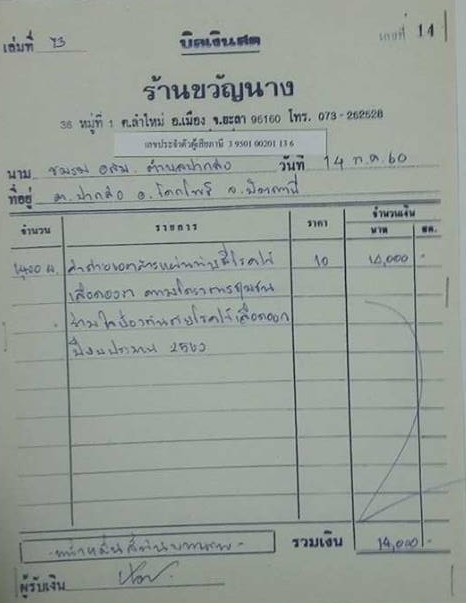 เล่มที่ 73 บิลเงินสด เลขที่ 14
ร้านขวัญนาง
36 หมู่ที่ 1 ต.ลำใหม่ อ.เมือง จ.ยะลา 96160 โทร. 073-262628
เลขประจำตัวผู้เสียภาษี 3 9501 00201 13 6
นาม ชมรม อสม. ตำบลปากล่อ วันที่ 14 ก.ค. 60
ที่อยู่ ต.ปากล่อ อ.โคกโพธิ์ จ.ปัตตานี
จำนวน รายการ ราคา จำนวนเงิน
บาท สต.
1,400 ผ. ค่าถ่ายเอกสารแผ่นพับโรคไข้ 10 14,000 -
เลือดออก ตามโครงการชุมชน
ร่วมใจป้องกันภัยโรคไข้เลือดออก
ปีงบประมาณ 2560
- หนึ่งหมื่นสี่พันบาทถ้วน - รวมเงิน 14,000 -
ผู้รับเงิน